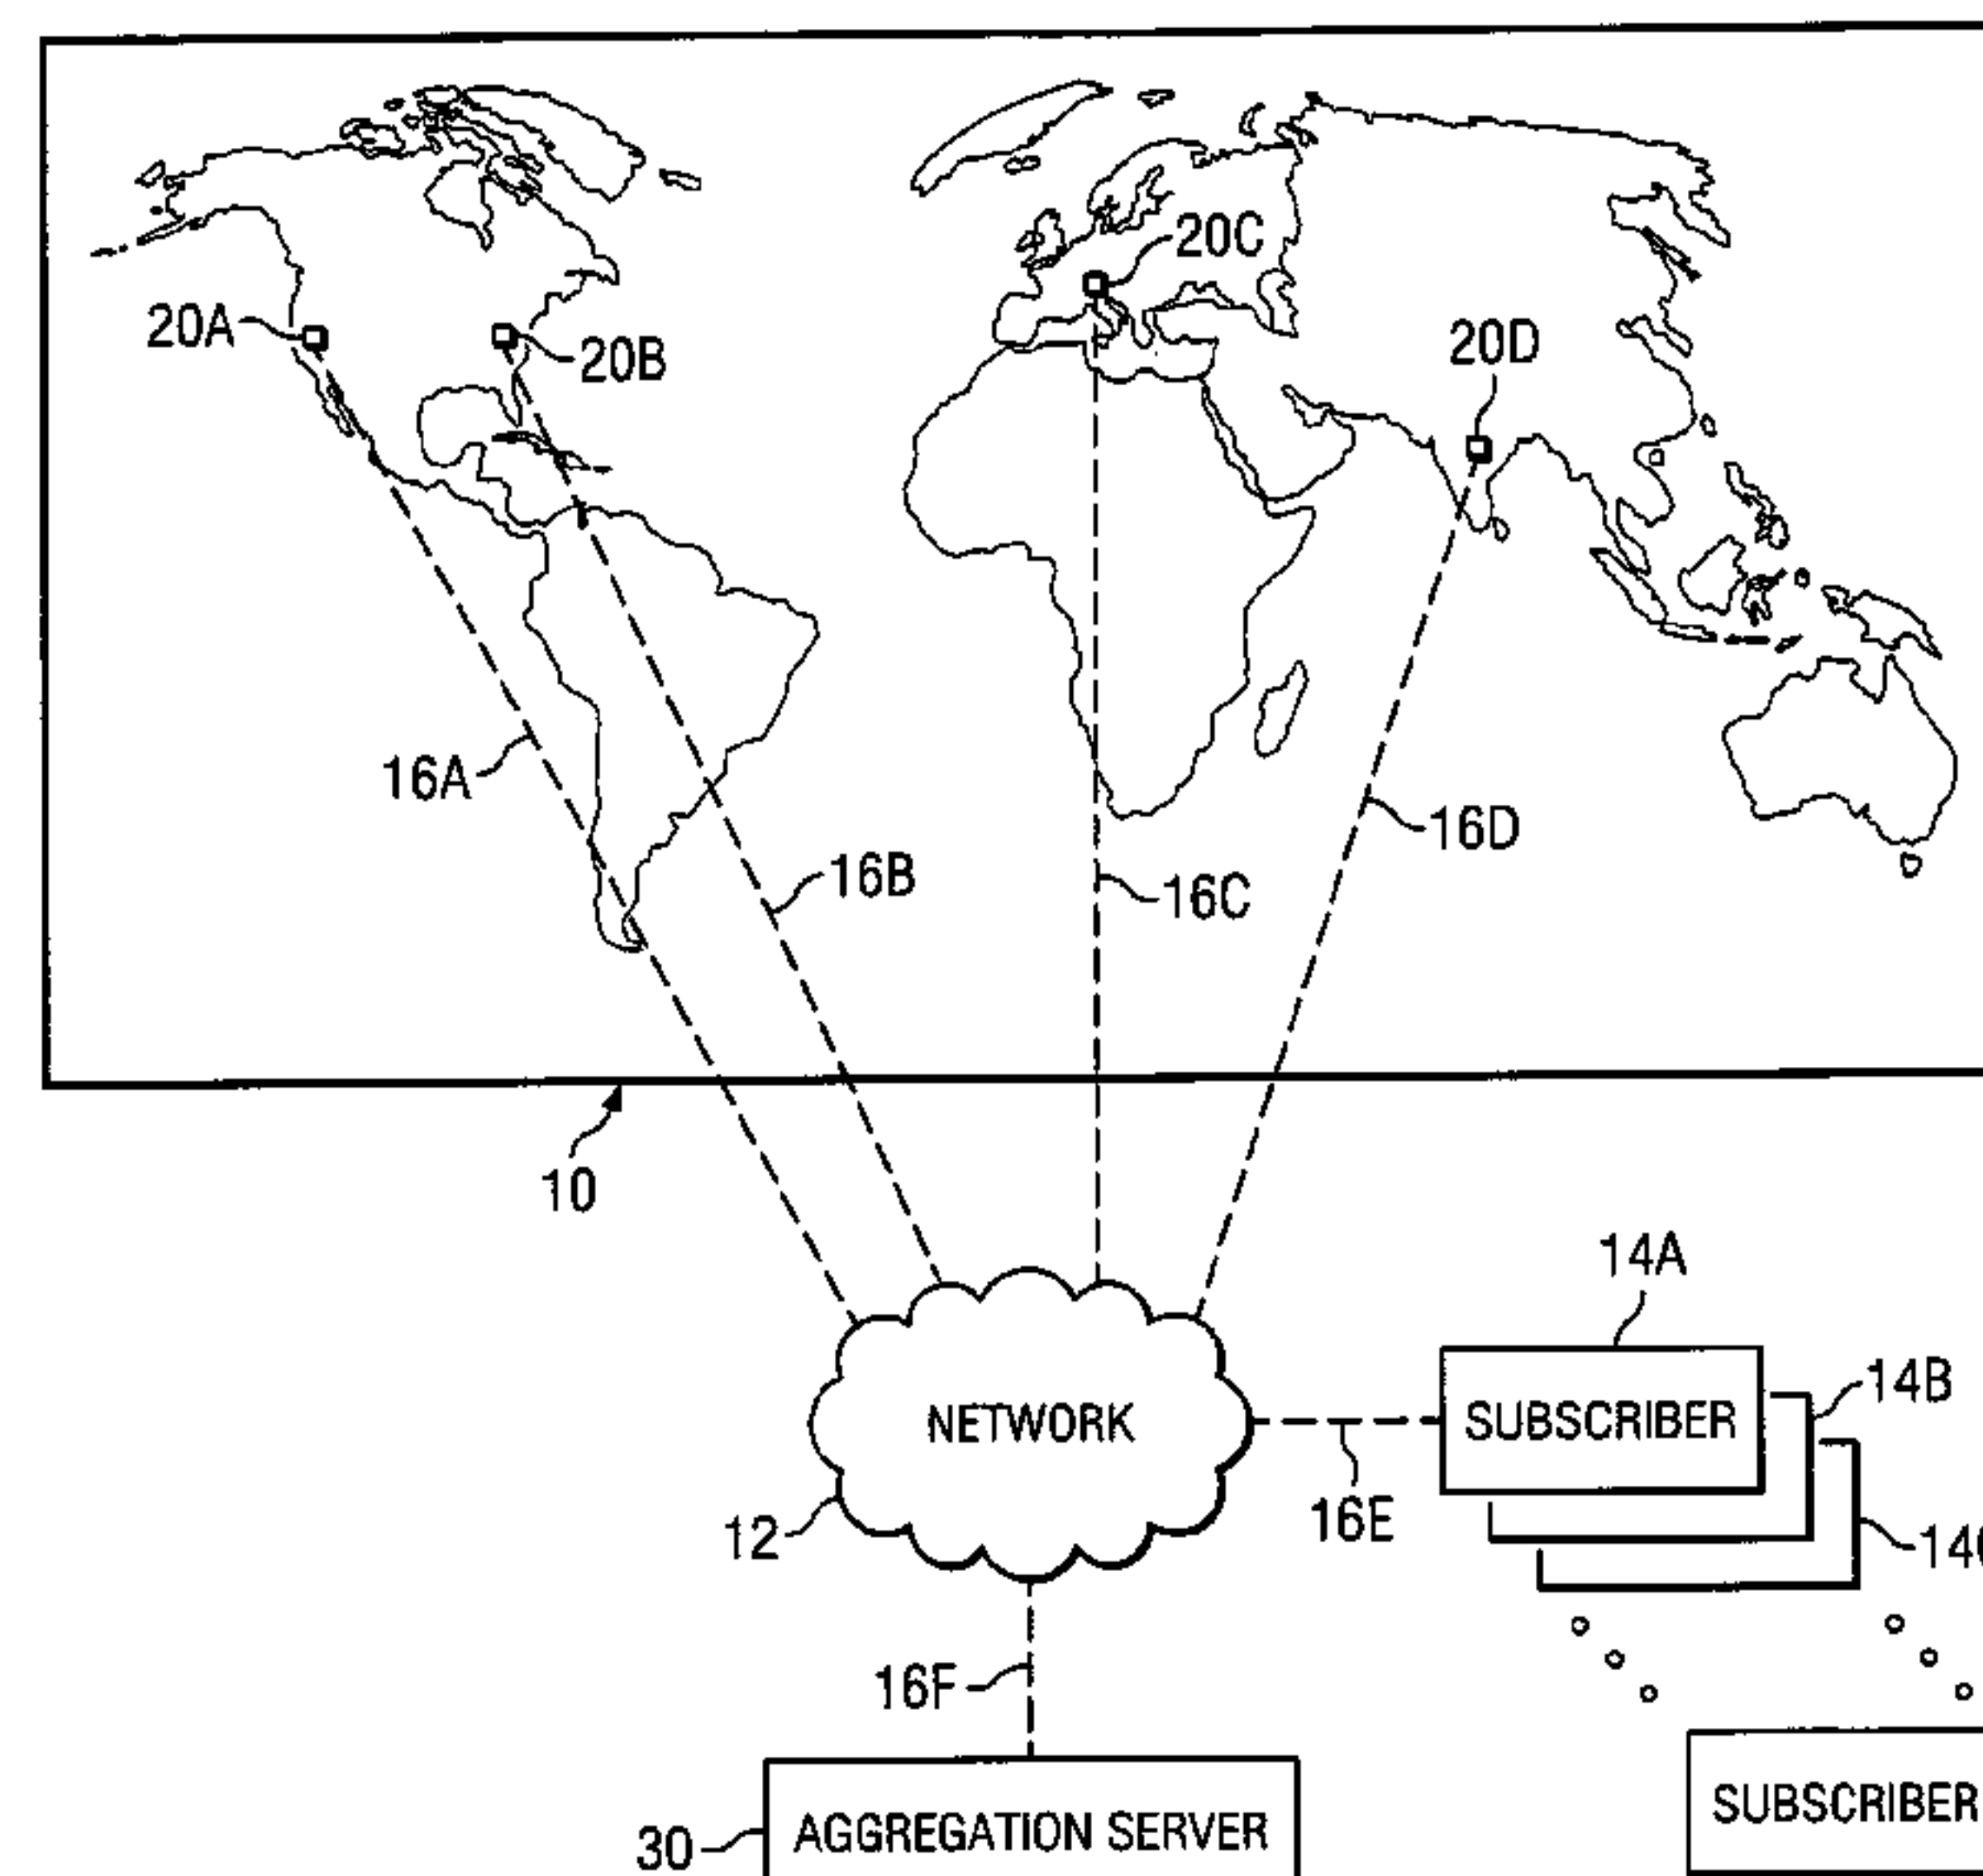 20C
20A
20B
20D
16A
16B
16C
16D
10
14A
NETWORK
SUBSCRIBER
14B
12
16E
16F
SUBSCRIBER
30
AGGREGATION SERVER